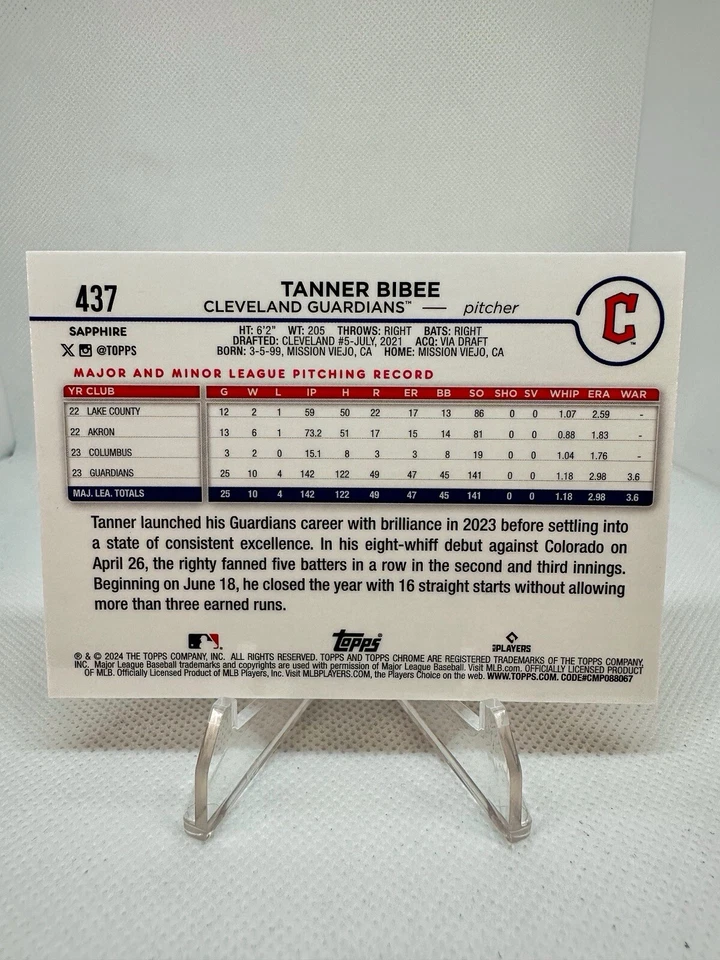 437
TANNER BIBEE
CLEVELAND GUARDIANS™ — pitcher
C
™
SAPPHIRE
X @TOPPS
HT: 6'2" WT: 205 THROWS: RIGHT BATS: RIGHT
DRAFTED: CLEVELAND #5-JULY, 2021 ACQ: VIA DRAFT
BORN: 3-5-99, MISSION VIEJO, CA HOME: MISSION VIEJO, CA
MAJOR AND MINOR LEAGUE PITCHING RECORD
YR CLUB G W L IP H R ER BB SO SHO SV WHIP ERA WAR
22 LAKE COUNTY 12 2 1 59 50 22 17 13 86 0 0 1.07 2.59 -
22 AKRON 13 6 1 73.2 51 17 15 14 81 0 0 0.88 1.83 -
23 COLUMBUS 3 2 0 15.1 8 3 3 8 19 0 0 1.04 1.76 -
23 GUARDIANS 25 10 4 142 122 49 47 45 141 0 0 1.18 2.98 3.6
MAJ. LEA. TOTALS 25 10 4 142 122 49 47 45 141 0 0 1.18 2.98 3.6
Tanner launched his Guardians career with brilliance in 2023 before settling into
a state of consistent excellence. In his eight-whiff debut against Colorado on
April 26, the righty fanned five batters in a row in the second and third innings.
Beginning on June 18, he closed the year with 16 straight starts without allowing
more than three earned runs.
Topps
PLAYERS
® & © 2024 THE TOPPS COMPANY, INC. ALL RIGHTS RESERVED. TOPPS AND TOPPS CHROME ARE REGISTERED TRADEMARKS OF THE TOPPS COMPANY,
INC. Major League Baseball trademarks and copyrights are used with permission of Major League Baseball. Visit MLB.com. OFFICIALLY LICENSED PRODUCT
OF MLB. Officially Licensed Product of MLB Players, Inc. Visit MLBPLAYERS.COM, the Players Choice on the web. WWW.TOPPS.COM. CODE#CMP088067